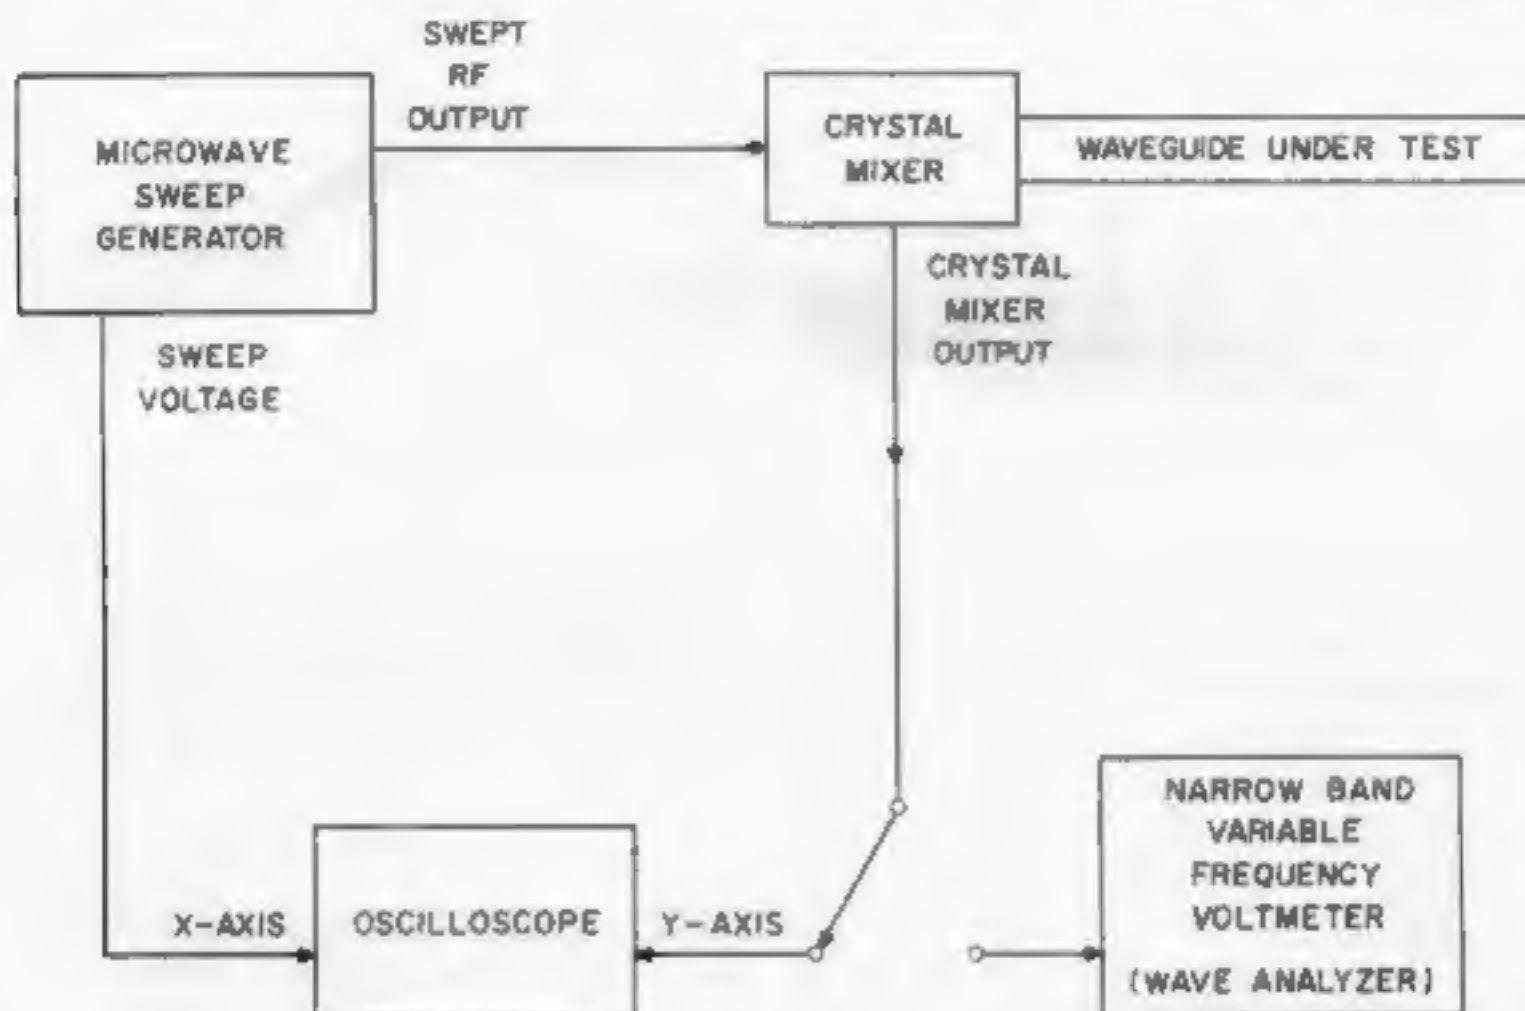 SWEPT
RF
OUTPUT
MICROWAVE
SWEEP
GENERATOR
CRYSTAL
MIXER
WAVEGUIDE UNDER TEST
CRYSTAL
MIXER
OUTPUT
SWEEP
VOLTAGE
X-AXIS
OSCILLOSCOPE
Y-AXIS
NARROW BAND
VARIABLE
FREQUENCY
VOLTMETER
(WAVE ANALYZER)